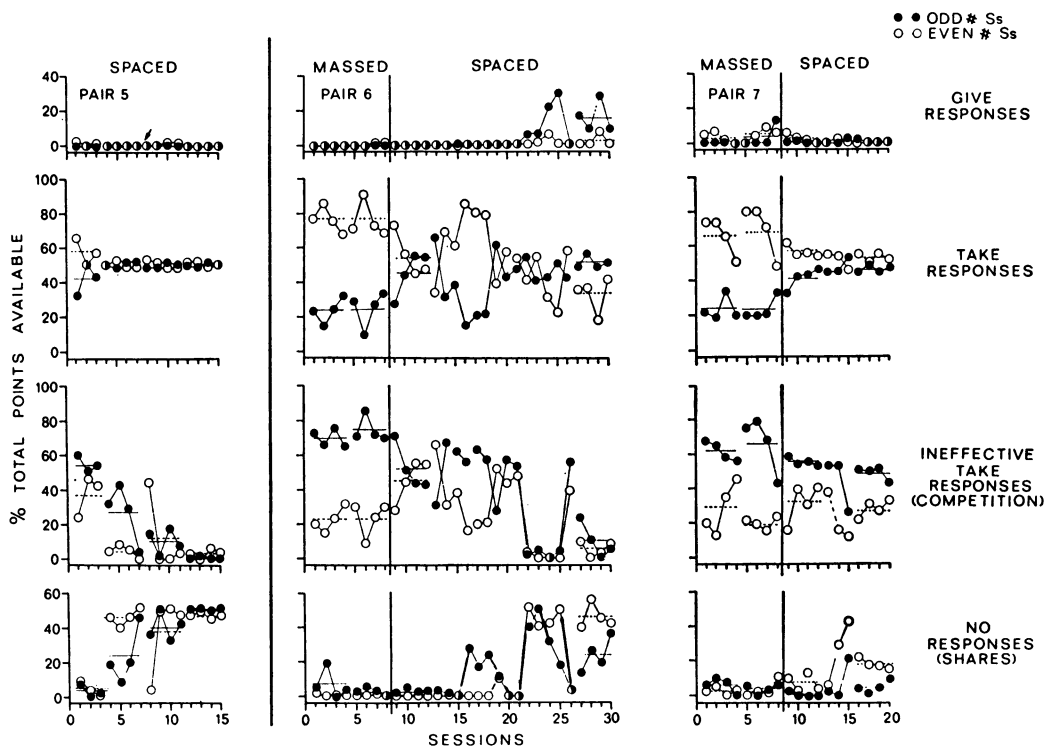 ●● ODD # Ss
○○ EVEN # Ss
SPACED
MASSED
SPACED
MASSED
SPACED
PAIR 5
PAIR 6
PAIR 7
GIVE
RESPONSES
40
20
0
TAKE
RESPONSES
100
80
60
40
20
0
INEFFECTIVE
TAKE
RESPONSES
(COMPETITION)
100
80
60
40
20
0
NO
RESPONSES
(SHARES)
60
40
20
0
% TOTAL POINTS AVAILABLE
0 5 10 15
0 5 10 15 20 25 30
0 5 10 15 20
SESSIONS